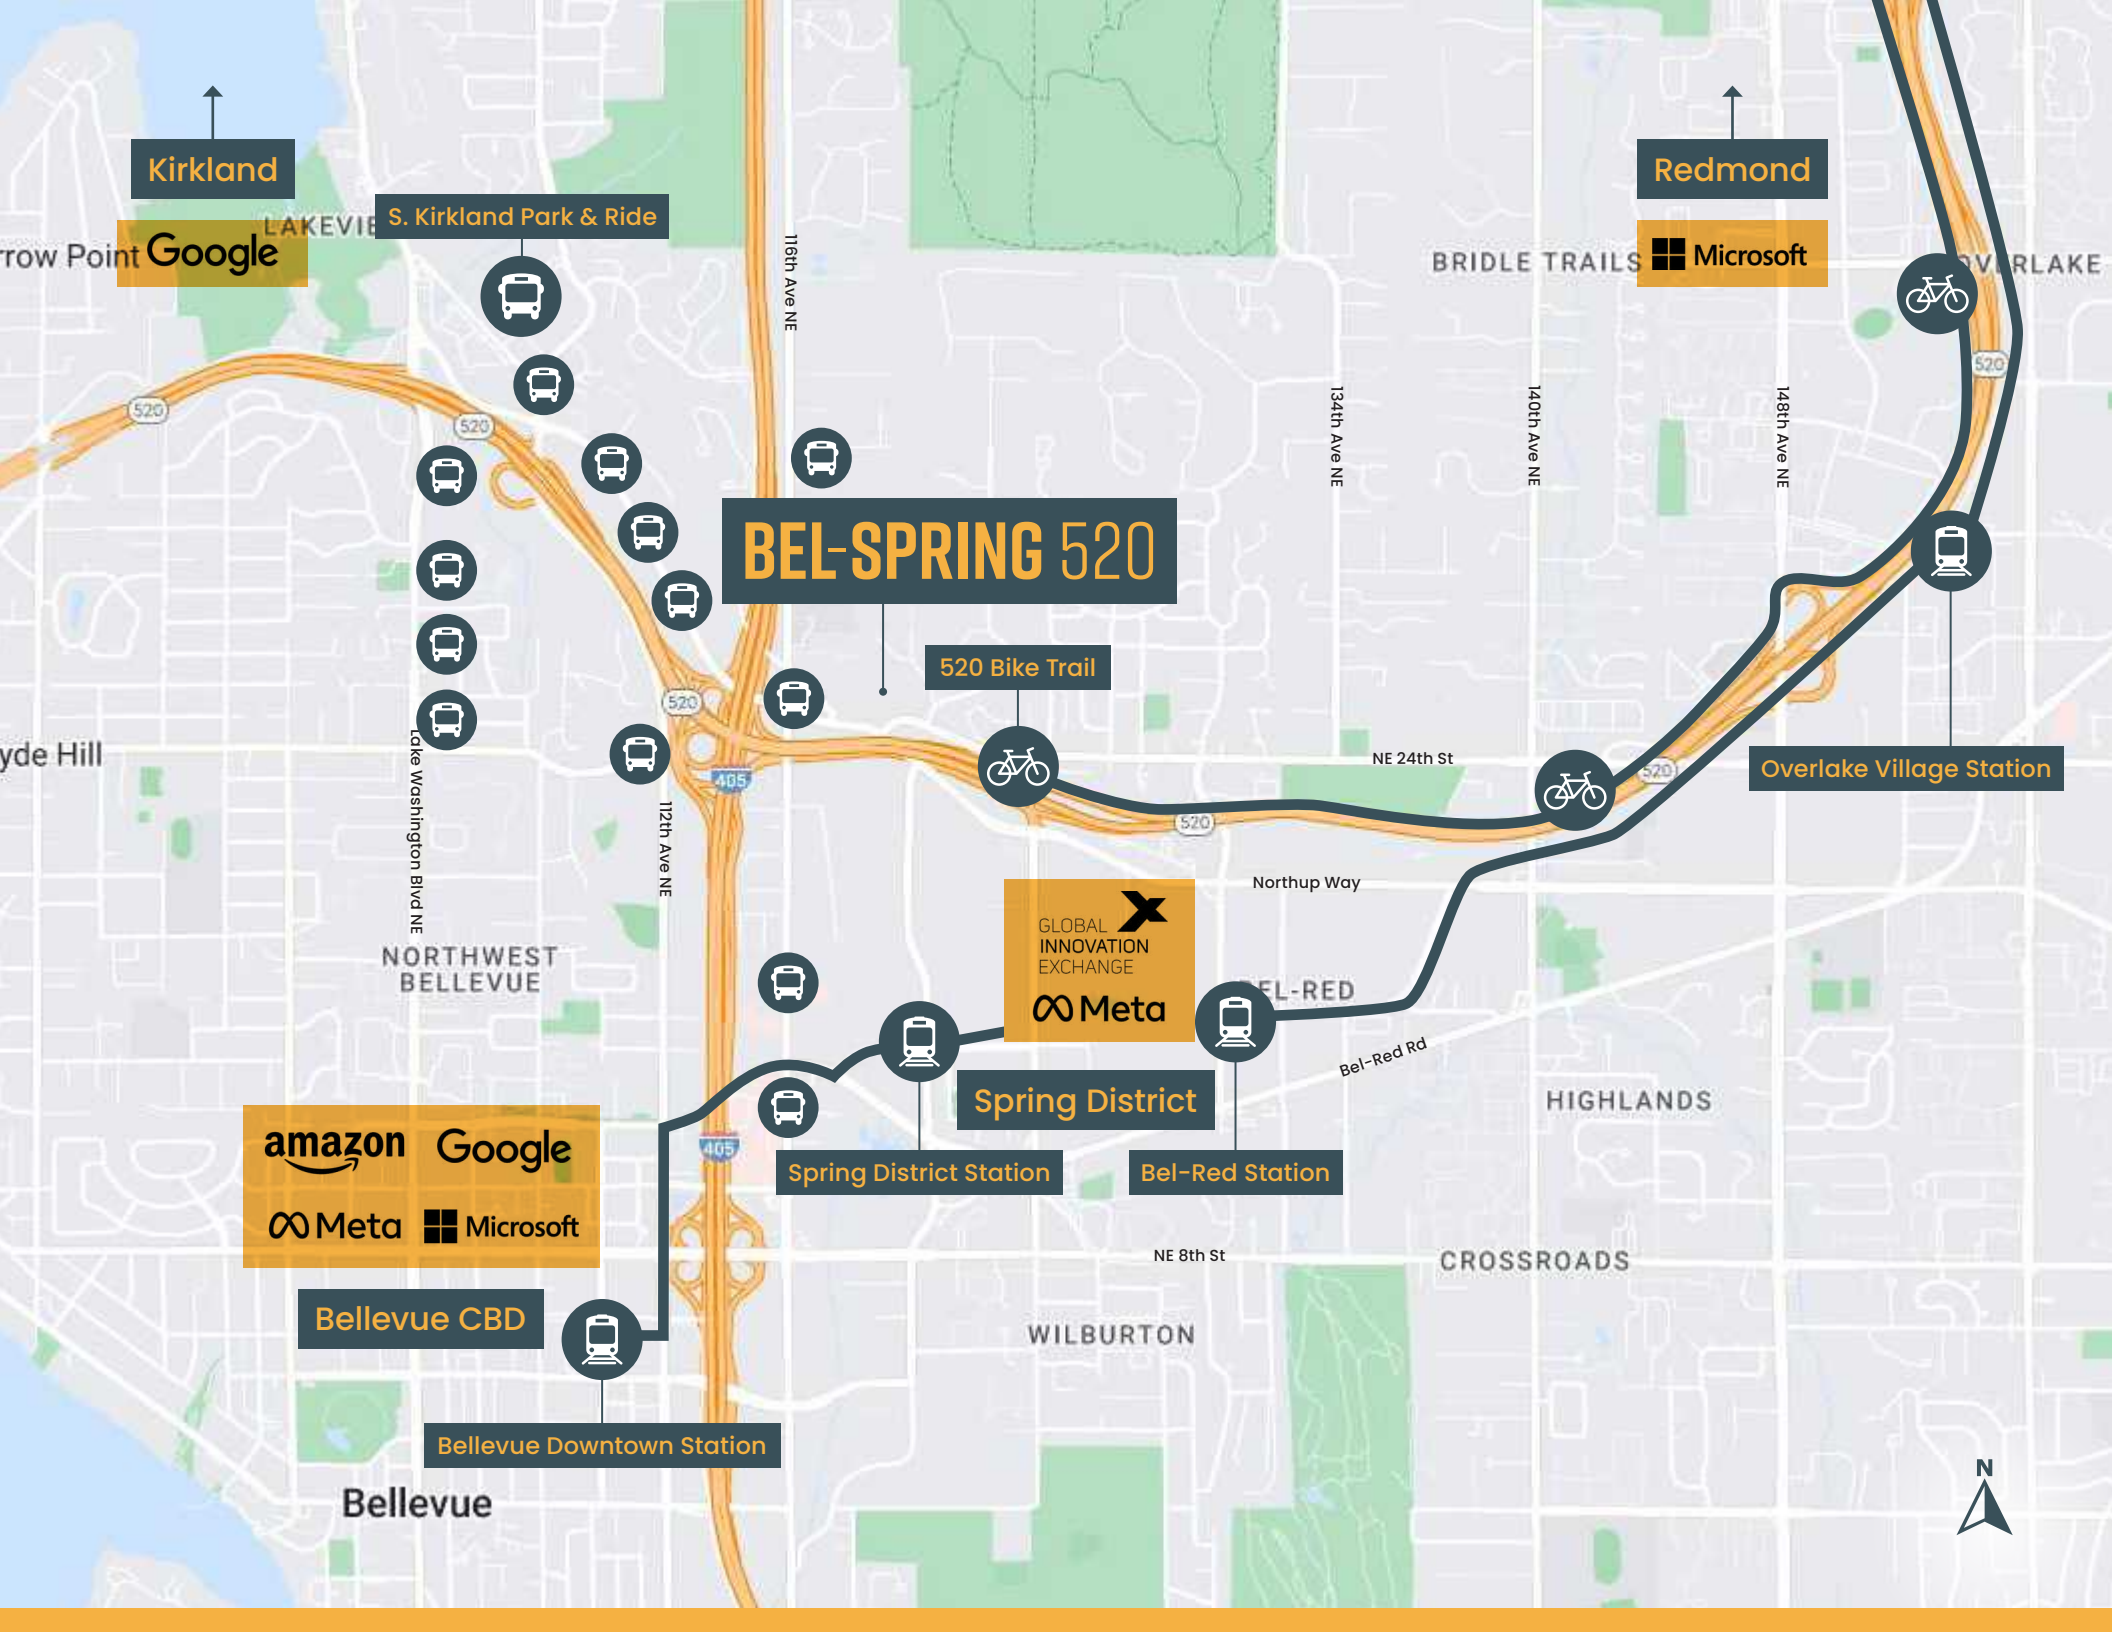 Kirkland
Google
LAKEVIE
rrow Point
S. Kirkland Park & Ride
116th Ave NE
Redmond
Microsoft
BRIDLE TRAILS
OVERLAKE
520
520
520
134th Ave NE
140th Ave NE
148th Ave NE
BEL-SPRING 520
520 Bike Trail
520
405
yde Hill
Lake Washington Blvd NE
112th Ave NE
NE 24th St
520
520
Overlake Village Station
Northup Way
NORTHWEST
BELLEVUE
GLOBAL
INNOVATION
EXCHANGE
Meta
EL-RED
Bel-Red Rd
Spring District
HIGHLANDS
amazon
Google
Meta
Microsoft
405
Spring District Station
Bel-Red Station
NE 8th St
CROSSROADS
Bellevue CBD
WILBURTON
Bellevue Downtown Station
Bellevue
N